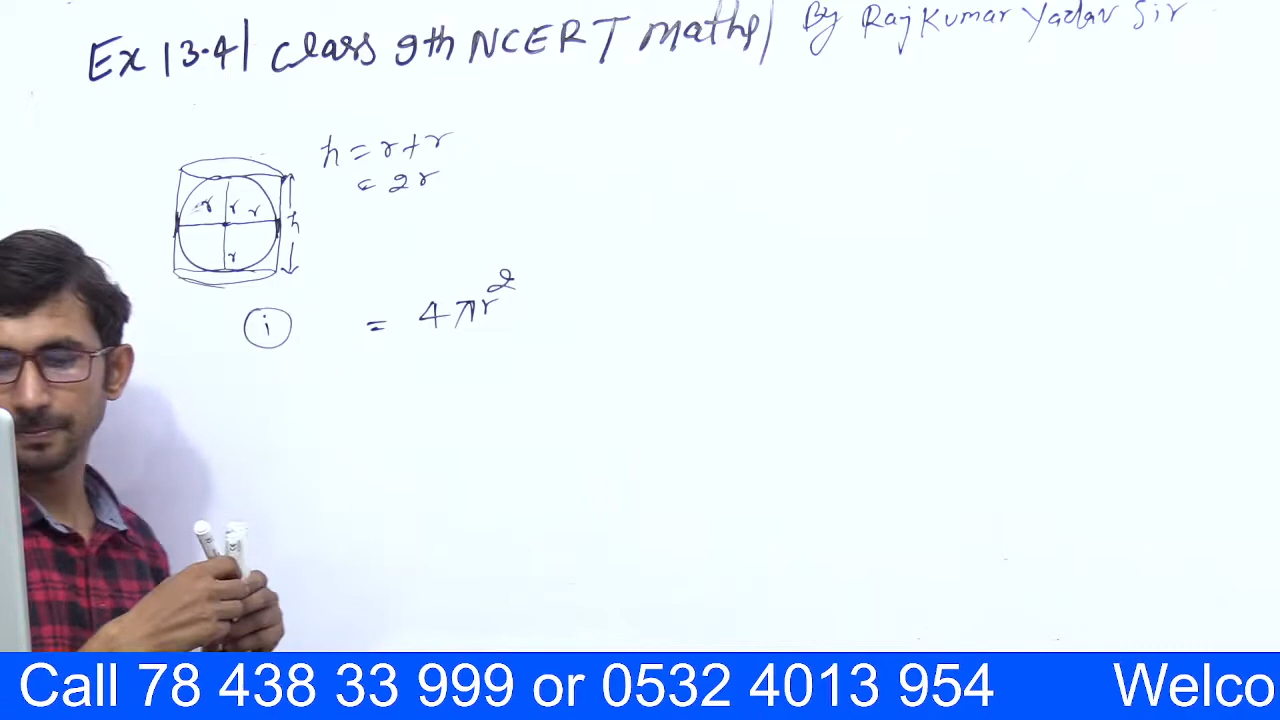 Ex 13.4| Class 9th NCERT maths| By Raj Kumar Yadav Sir
h = r + r
= 2r
r r r
h
r
i = 4πr²
Call 78 438 33 999 or 0532 4013 954 Welco